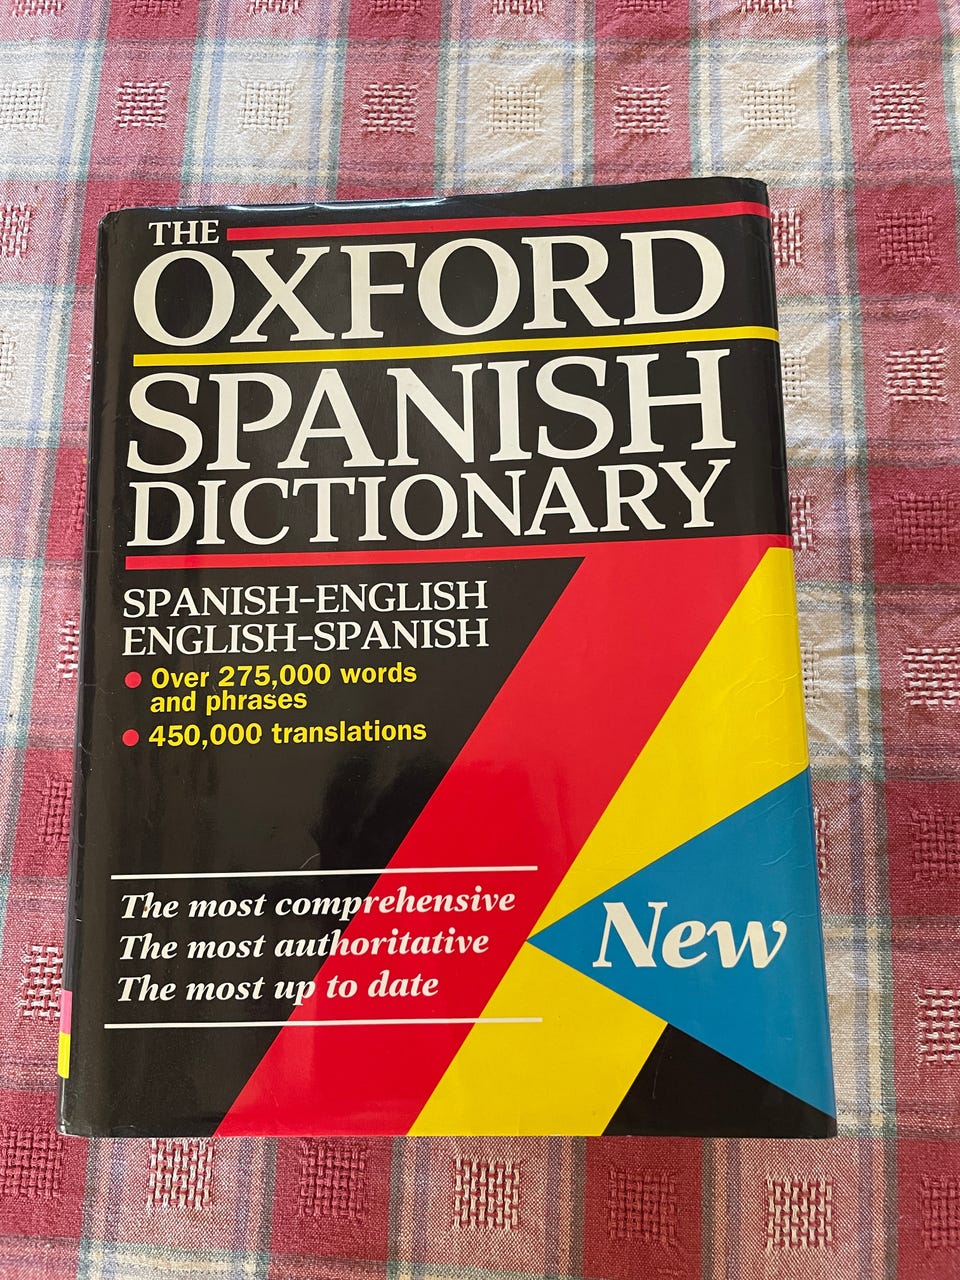 THE
OXFORD
SPANISH
DICTIONARY
SPANISH-ENGLISH
ENGLISH-SPANISH
Over 275,000 words
and phrases
450,000 translations
The most comprehensive
The most authoritative
The most up to date
New